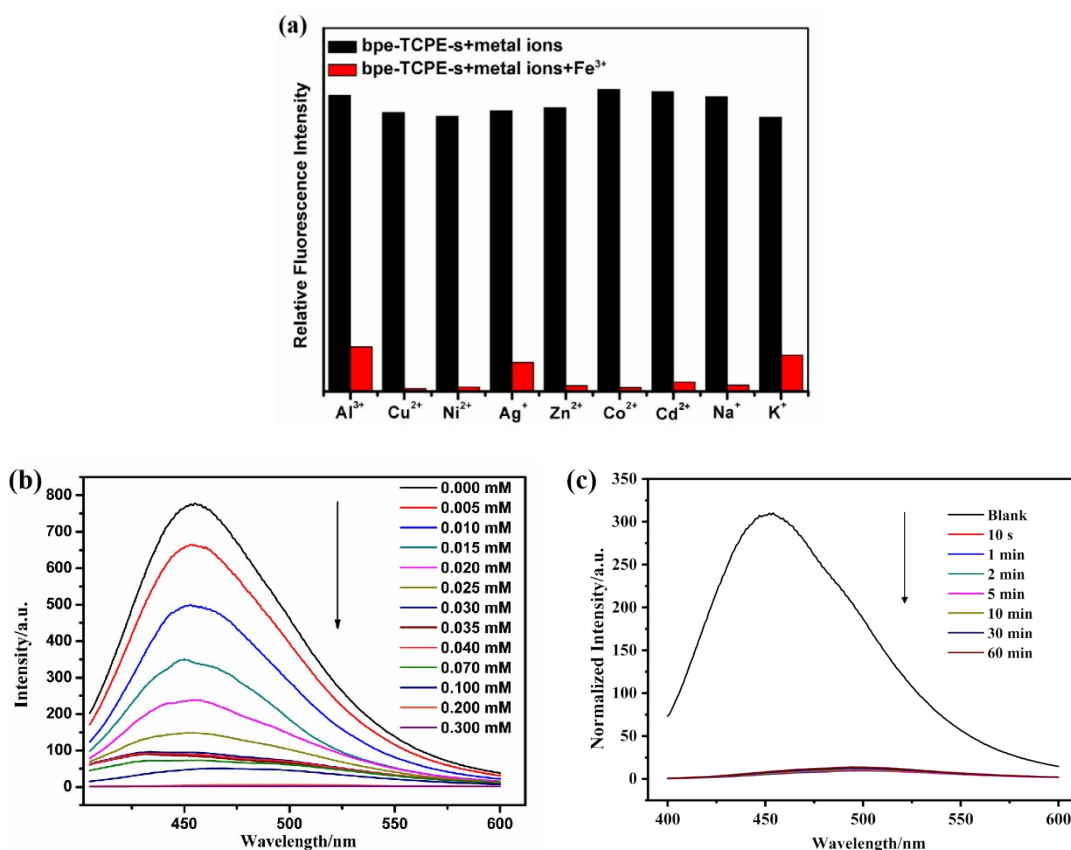 (a)
bpe-TCPE-s+metal ions
bpe-TCPE-s+metal ions+Fe³⁺
Relative Fluorescence Intensity
Al³⁺ Cu²⁺ Ni²⁺ Ag⁺ Zn²⁺ Co²⁺ Cd²⁺ Na⁺ K⁺
(b)
0.000 mM
0.005 mM
0.010 mM
0.015 mM
0.020 mM
0.025 mM
0.030 mM
0.035 mM
0.040 mM
0.070 mM
0.100 mM
0.200 mM
0.300 mM
Intensity/a.u.
800
700
600
500
400
300
200
100
0
450 500 550 600
Wavelength/nm
(c)
Blank
10 s
1 min
2 min
5 min
10 min
30 min
60 min
Normalized Intensity/a.u.
350
300
250
200
150
100
50
0
400 450 500 550 600
Wavelength/nm